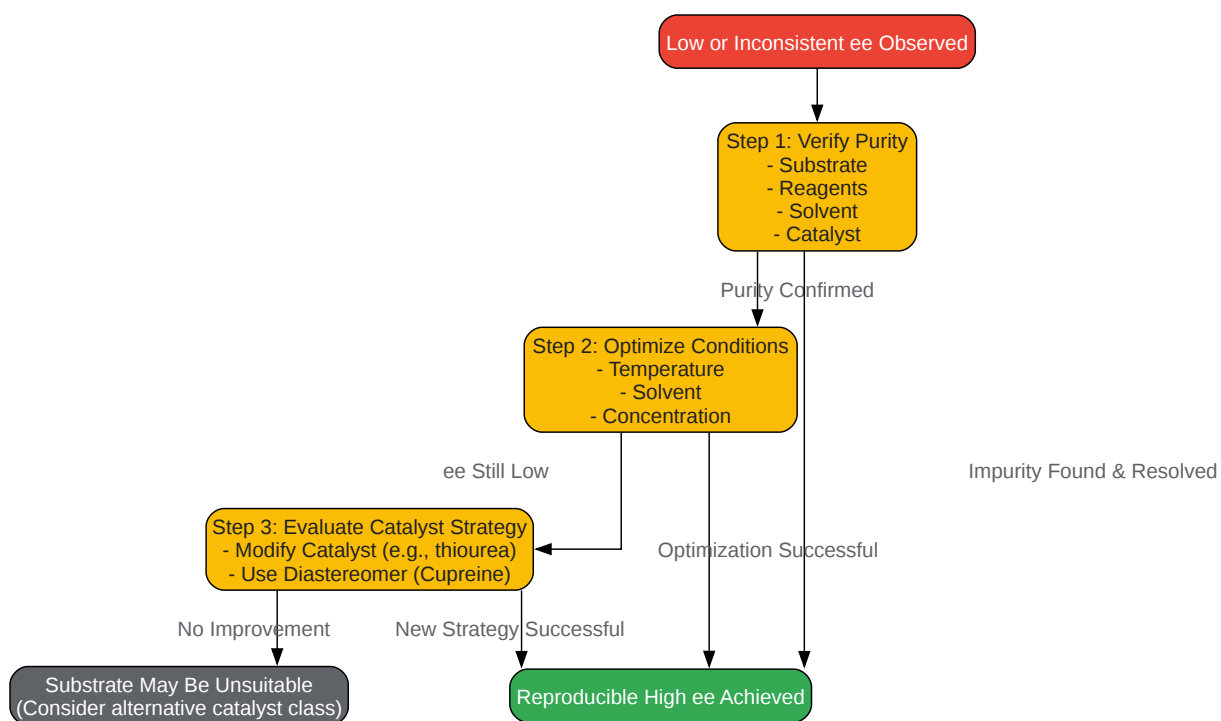 Low or Inconsistent ee Observed
Step 1: Verify Purity
- Substrate
- Reagents
- Solvent
- Catalyst
Purity Confirmed
Step 2: Optimize Conditions
- Temperature
- Solvent
- Concentration
ee Still Low
Impurity Found & Resolved
Step 3: Evaluate Catalyst Strategy
- Modify Catalyst (e.g., thiourea)
- Use Diastereomer (Cupreine)
Optimization Successful
No Improvement
New Strategy Successful
Substrate May Be Unsuitable
(Consider alternative catalyst class)
Reproducible High ee Achieved